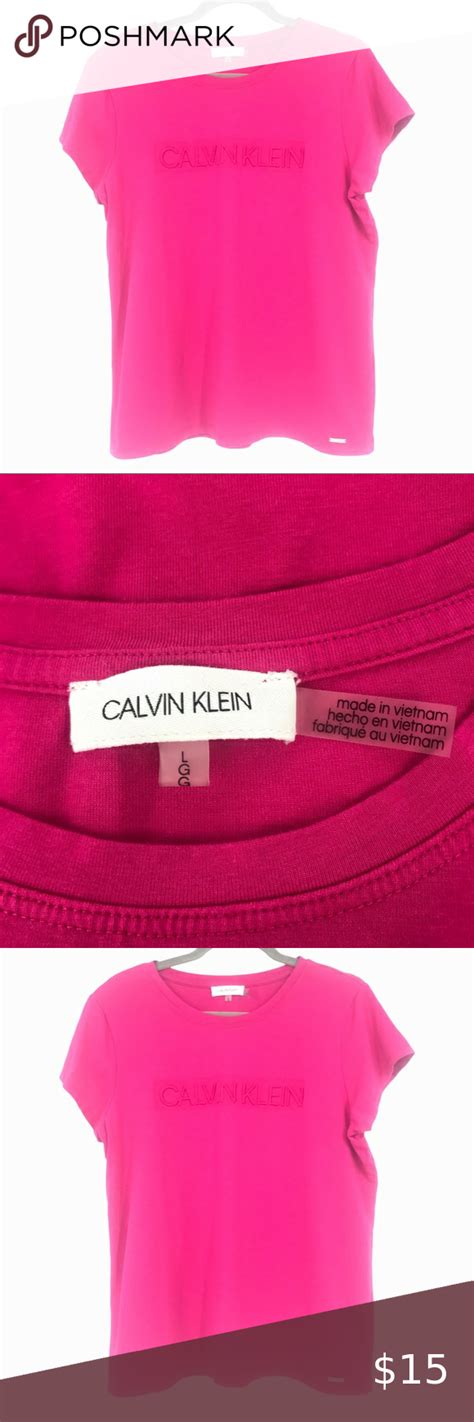 POSHMARK
CALVIN KLEIN
CALVIN KLEIN
made in vietnam
hecho en vietnam
fabriqué au vietnam
L
G
G
CALVIN KLEIN
$15